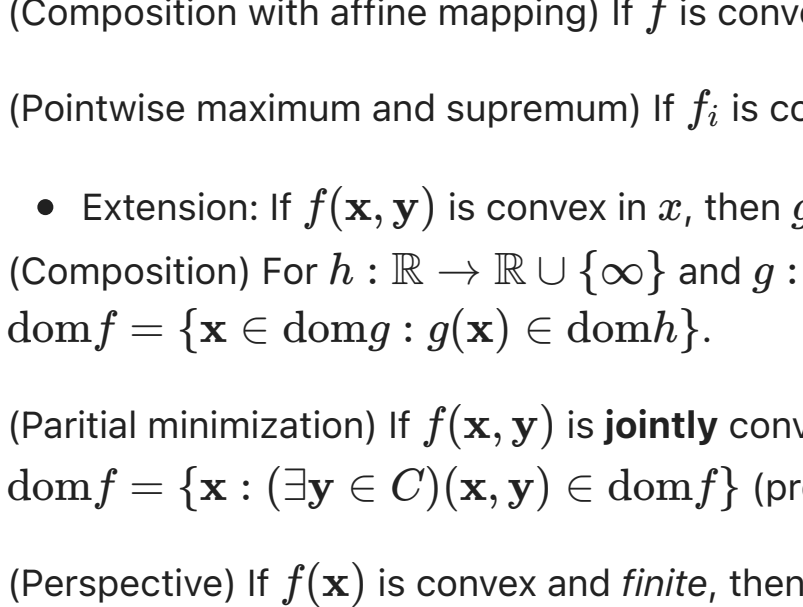 (Composition with affine mapping) If f is conv
(Pointwise maximum and supremum) If fᵢ is co
• Extension: If f(𝐱, 𝐲) is convex in x, then g
(Composition) For h : ℝ → ℝ ∪ {∞} and g :
domf = {𝐱 ∈ domg : g(𝐱) ∈ domh}.
(Paritial minimization) If f(𝐱, 𝐲) is jointly conv
domf = {𝐱 : (∃𝐲 ∈ C)(𝐱, 𝐲) ∈ domf} (pr
(Perspective) If f(𝐱) is convex and finite, then